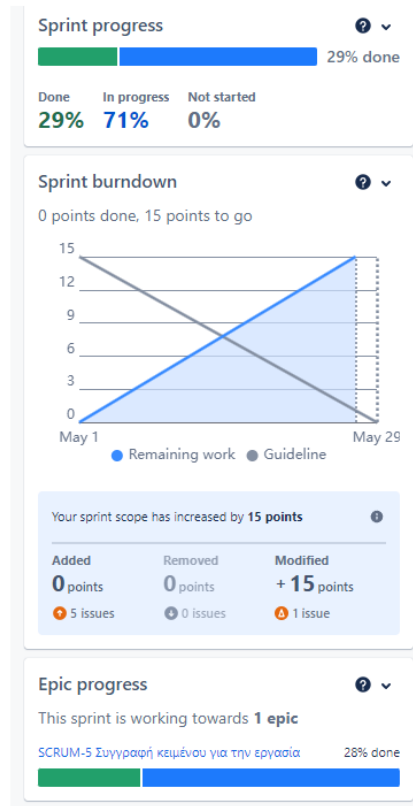 Sprint progress
29% done
Done In progress Not started
29% 71% 0%
Sprint burndown
0 points done, 15 points to go
15
12
9
6
3
0
May 1 May 29
Remaining work Guideline
Your sprint scope has increased by 15 points
Added Removed Modified
0 points 0 points + 15 points
5 issues 0 issues 1 issue
Epic progress
This sprint is working towards 1 epic
SCRUM-5 Συγγραφή κειμένου για την εργασία 28% done